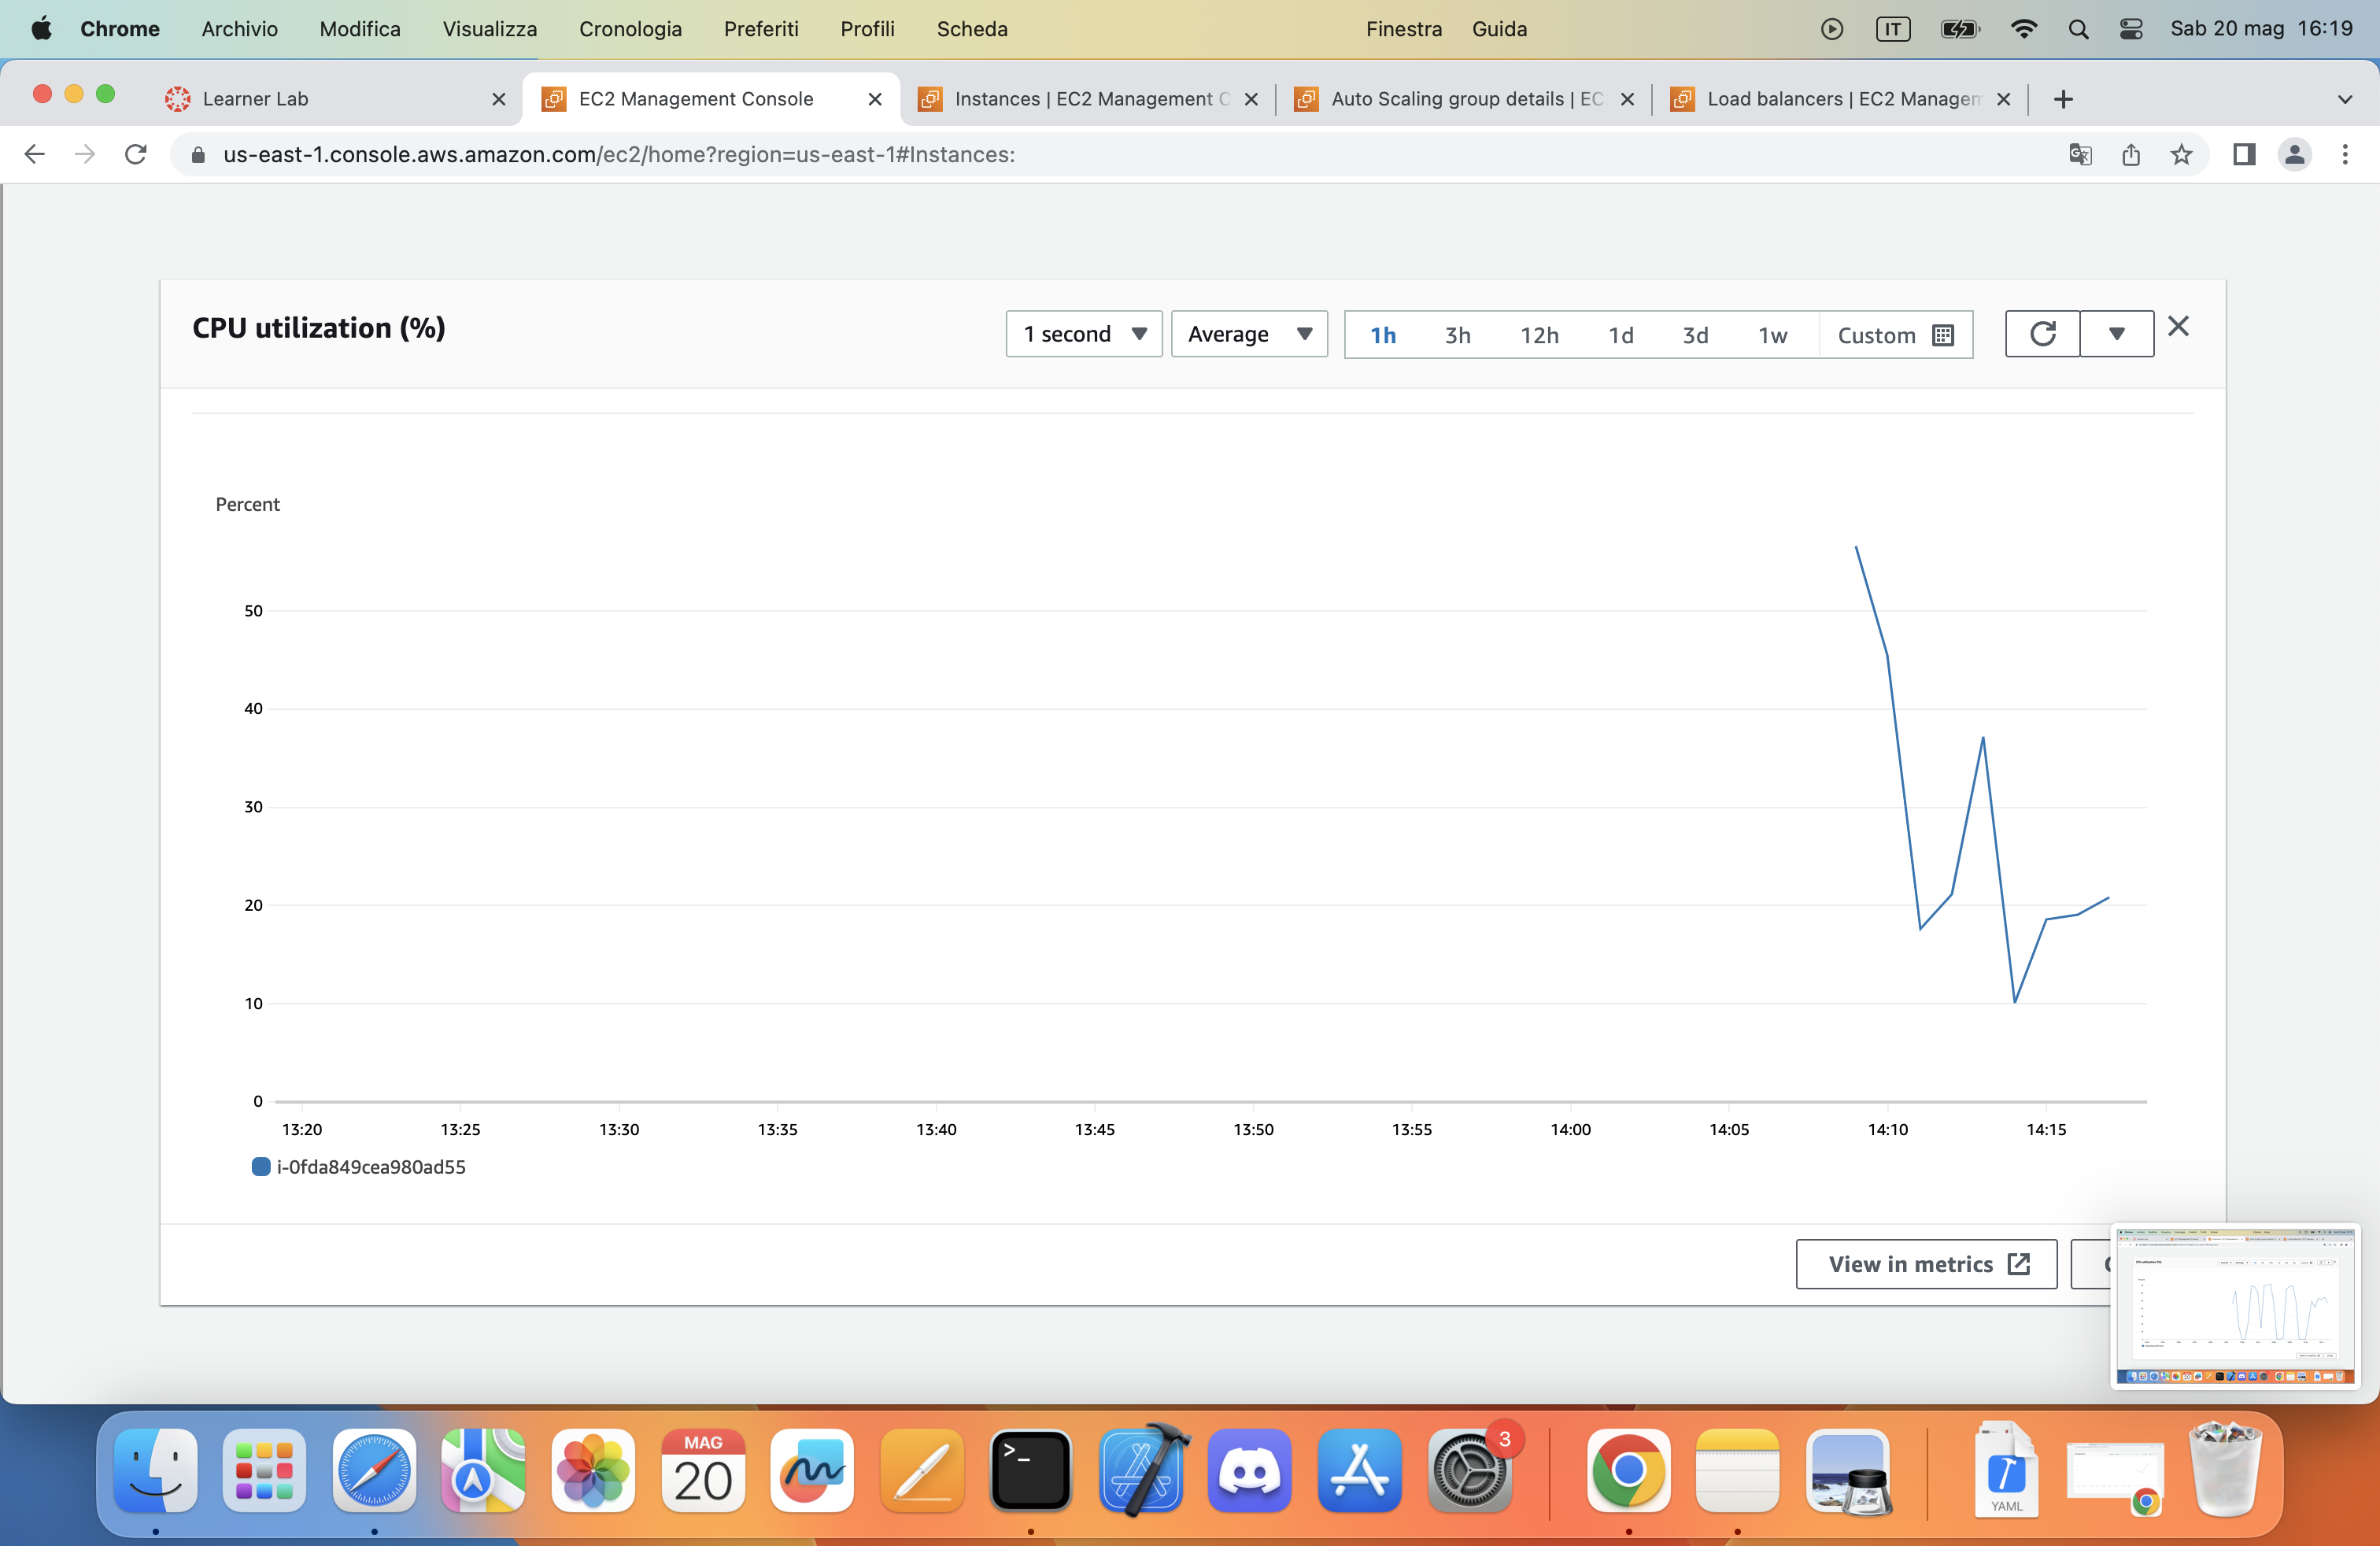 Chrome Archivio Modifica Visualizza Cronologia Preferiti Profili Scheda Finestra Guida IT Sab 20 mag 16:19
Learner Lab EC2 Management Console Instances | EC2 Management C Auto Scaling group details | EC Load balancers | EC2 Managem
us-east-1.console.aws.amazon.com/ec2/home?region=us-east-1#Instances:
CPU utilization (%) 1 second Average 1h 3h 12h 1d 3d 1w Custom
Percent
50
40
30
20
10
0
13:20 13:25 13:30 13:35 13:40 13:45 13:50 13:55 14:00 14:05 14:10 14:15
i-0fda849cea980ad55
View in metrics
MAG
20
>_
3
YAML